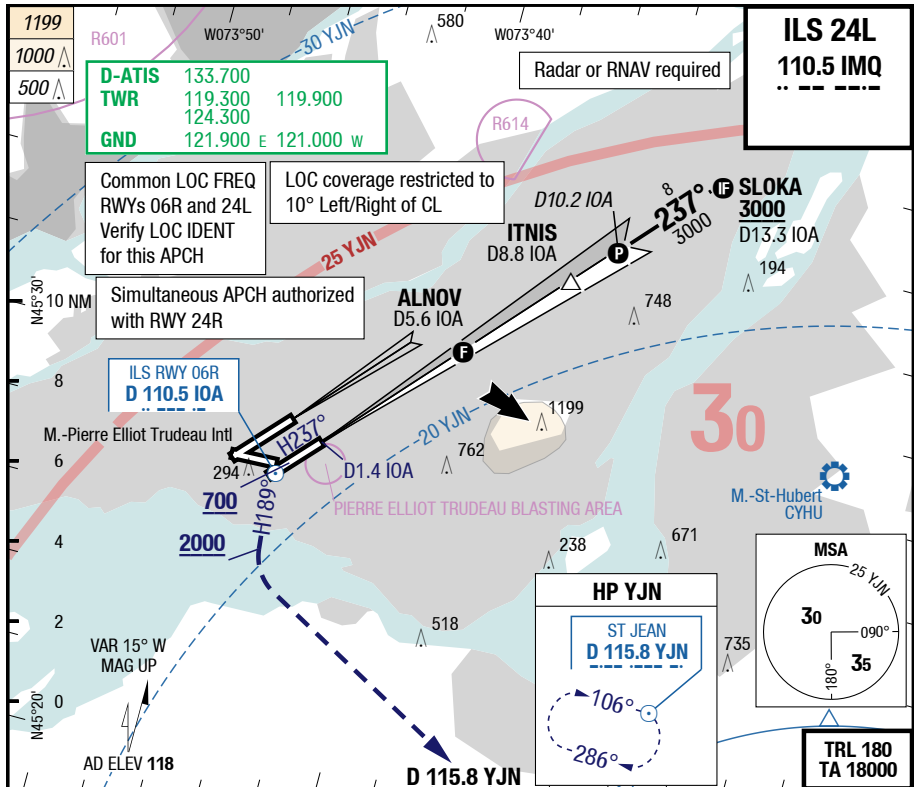 1199
1000
500
R601
W073°50'
30 YJN
580
W073°40'
D-ATIS 133.700
TWR 119.300 119.900
124.300
GND 121.900 E 121.000 W
Radar or RNAV required
ILS 24L
110.5 IMQ
R614
Common LOC FREQ
RWYs 06R and 24L
Verify LOC IDENT
for this APCH
LOC coverage restricted to
10° Left/Right of CL
D10.2 IOA
P
8
237°
3000
IF SLOKA
3000
D13.3 IOA
ITNIS
D8.8 IOA
25 YJN
194
N45°30'
10 NM
Simultaneous APCH authorized
with RWY 24R
ALNOV
D5.6 IOA
F
748
ILS RWY 06R
D 110.5 IOA
8
20 YJN
1199
30
M.-Pierre Elliot Trudeau Intl
H237°
6
294
D1.4 IOA
762
700
H189°
PIERRE ELLIOT TRUDEAU BLASTING AREA
M.-St-Hubert
CYHU
2000
4
238
671
MSA
25 YJN
30
090°
35
180°
HP YJN
ST JEAN
D 115.8 YJN
106°
286°
2
518
735
VAR 15° W
MAG UP
0
N45°20'
AD ELEV 118
D 115.8 YJN
TRL 180
TA 18000